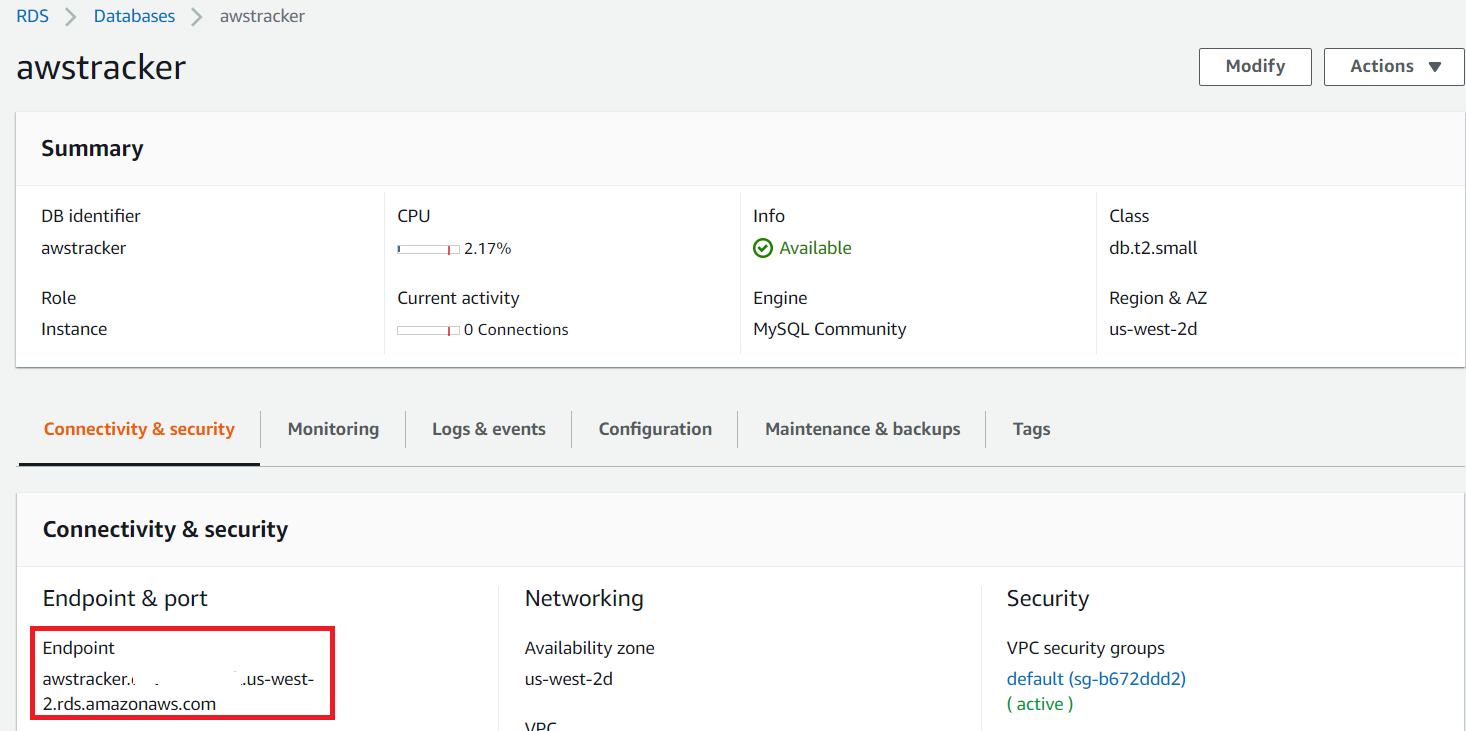 RDS > Databases > awstracker
awstracker
Modify
Actions
Summary
DB identifier
awstracker
CPU
2.17%
Info
Available
Class
db.t2.small
Role
Instance
Current activity
0 Connections
Engine
MySQL Community
Region & AZ
us-west-2d
Connectivity & security
Monitoring
Logs & events
Configuration
Maintenance & backups
Tags
Connectivity & security
Endpoint & port
Endpoint
awstracker. .us-west-
2.rds.amazonaws.com
Networking
Availability zone
us-west-2d
VPC
Security
VPC security groups
default (sg-b672ddd2)
( active )